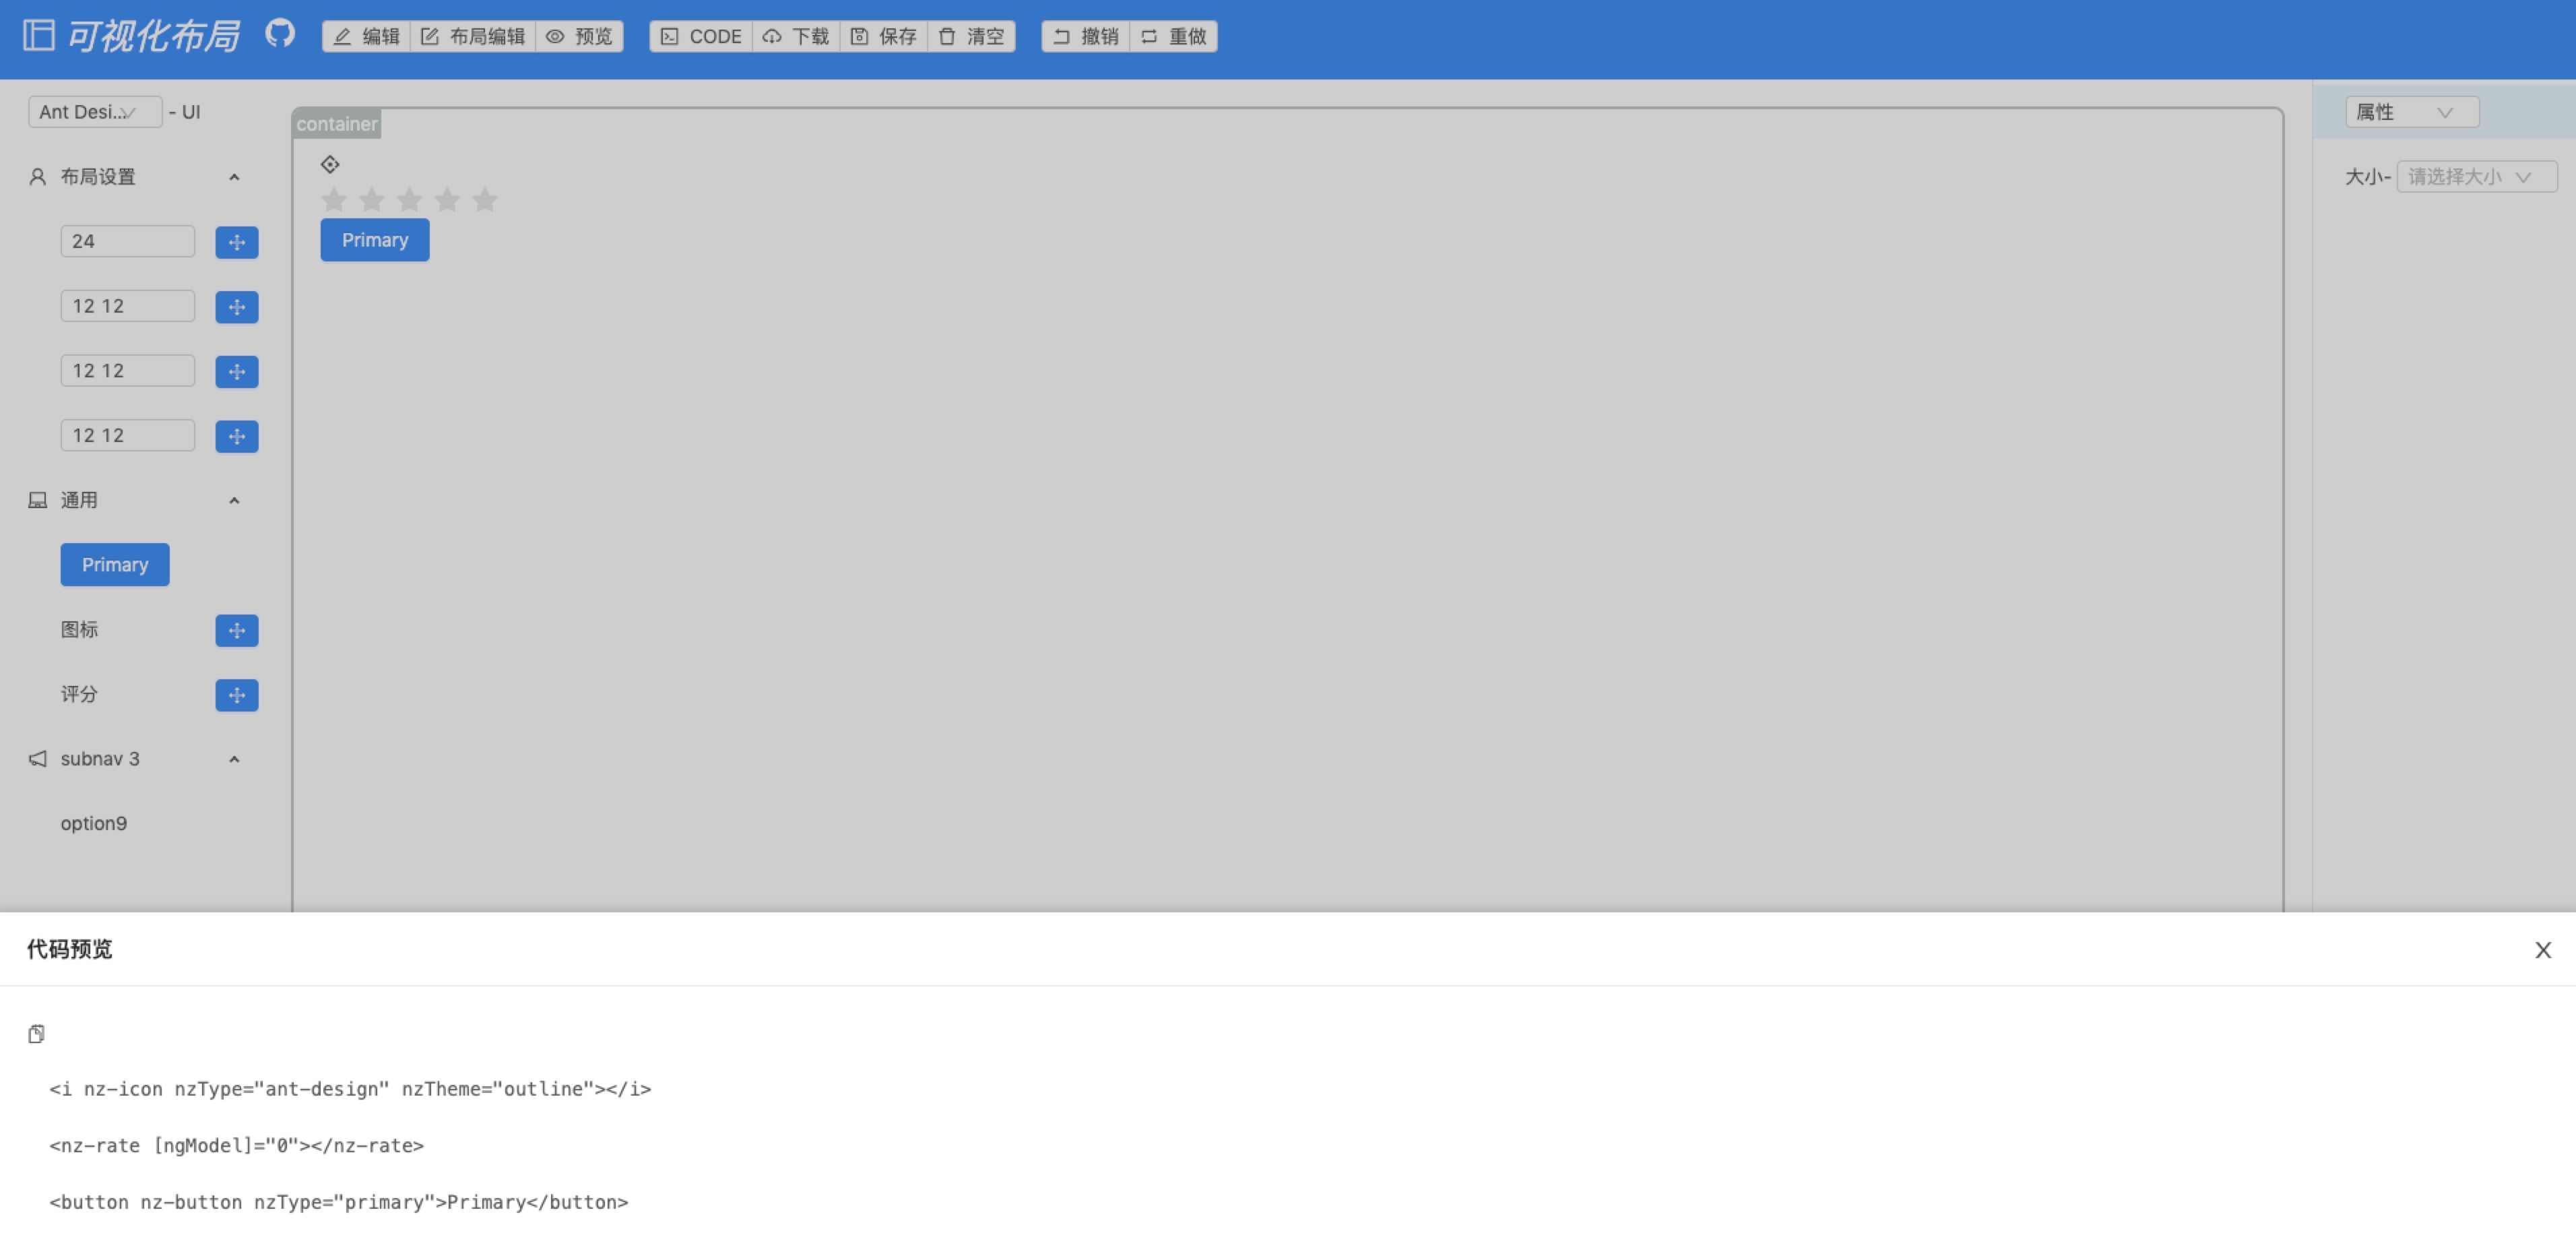 可视化布局 编辑 布局编辑 预览 CODE 下载 保存 清空 撤销 重做
Ant Desi... - UI
布局设置
24
12 12
12 12
12 12
通用
Primary
图标
评分
subnav 3
option9
container
Primary
属性
大小- 请选择大小
代码预览
X
<i nz-icon nzType="ant-design" nzTheme="outline"></i>
<nz-rate [ngModel]="0"></nz-rate>
<button nz-button nzType="primary">Primary</button>